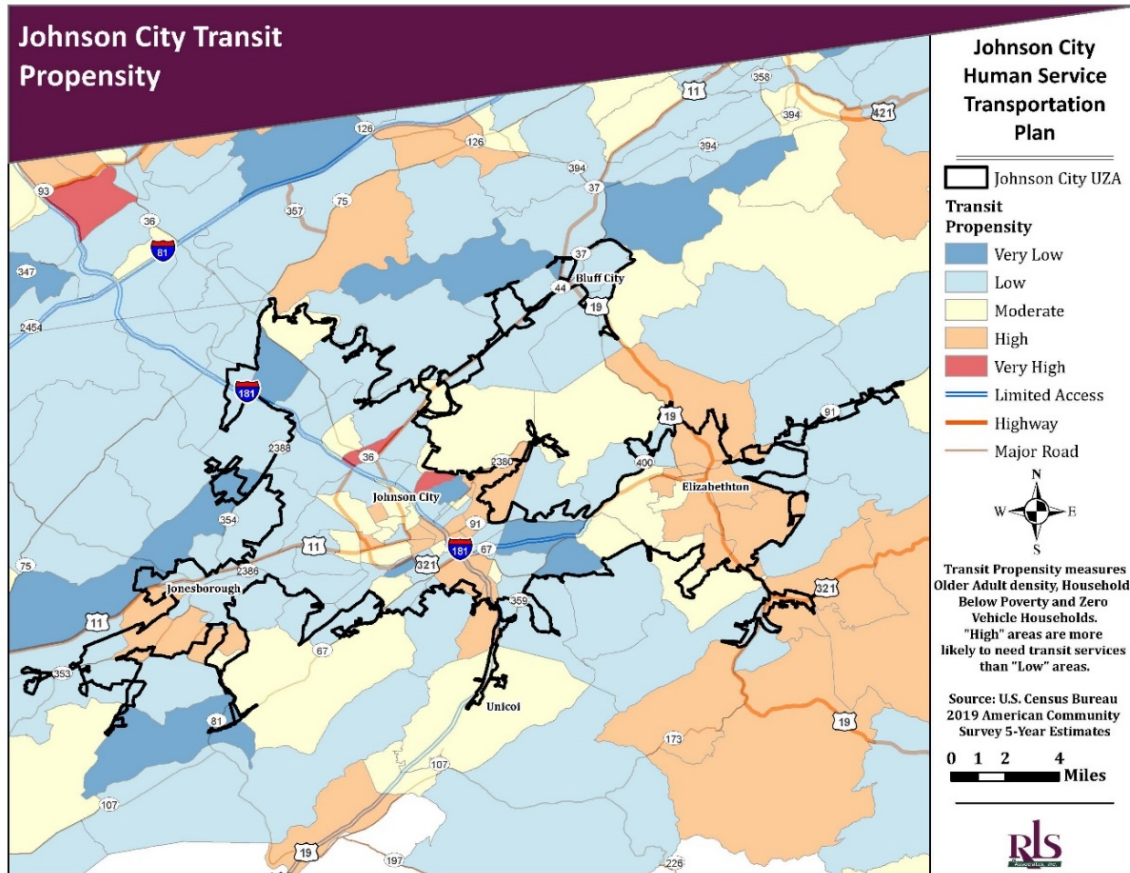 Johnson City Transit
Propensity
Johnson City
Human Service
Transportation
Plan
Johnson City UZA
Transit
Propensity
Very Low
Low
Moderate
High
Very High
Limited Access
Highway
Major Road
N
W
E
S
Transit Propensity measures
Older Adult density, Household
Below Poverty and Zero
Vehicle Households.
"High" areas are more
likely to need transit services
than "Low" areas.
Source: U.S. Census Bureau
2019 American Community
Survey 5-Year Estimates
0 1 2 4
Miles
RLS
& Associates, Inc.
358
11
421
394
126
126
394
394
93
37
75
357
36
81
347
37
Bluff City
44
19
2454
181
91
19
2388
36
2380
400
Elizabethton
Johnson City
354
91
11
181
67
321
75
2386
Jonesborough
321
359
11
67
353
Unicoi
81
19
173
107
107
19
197
226